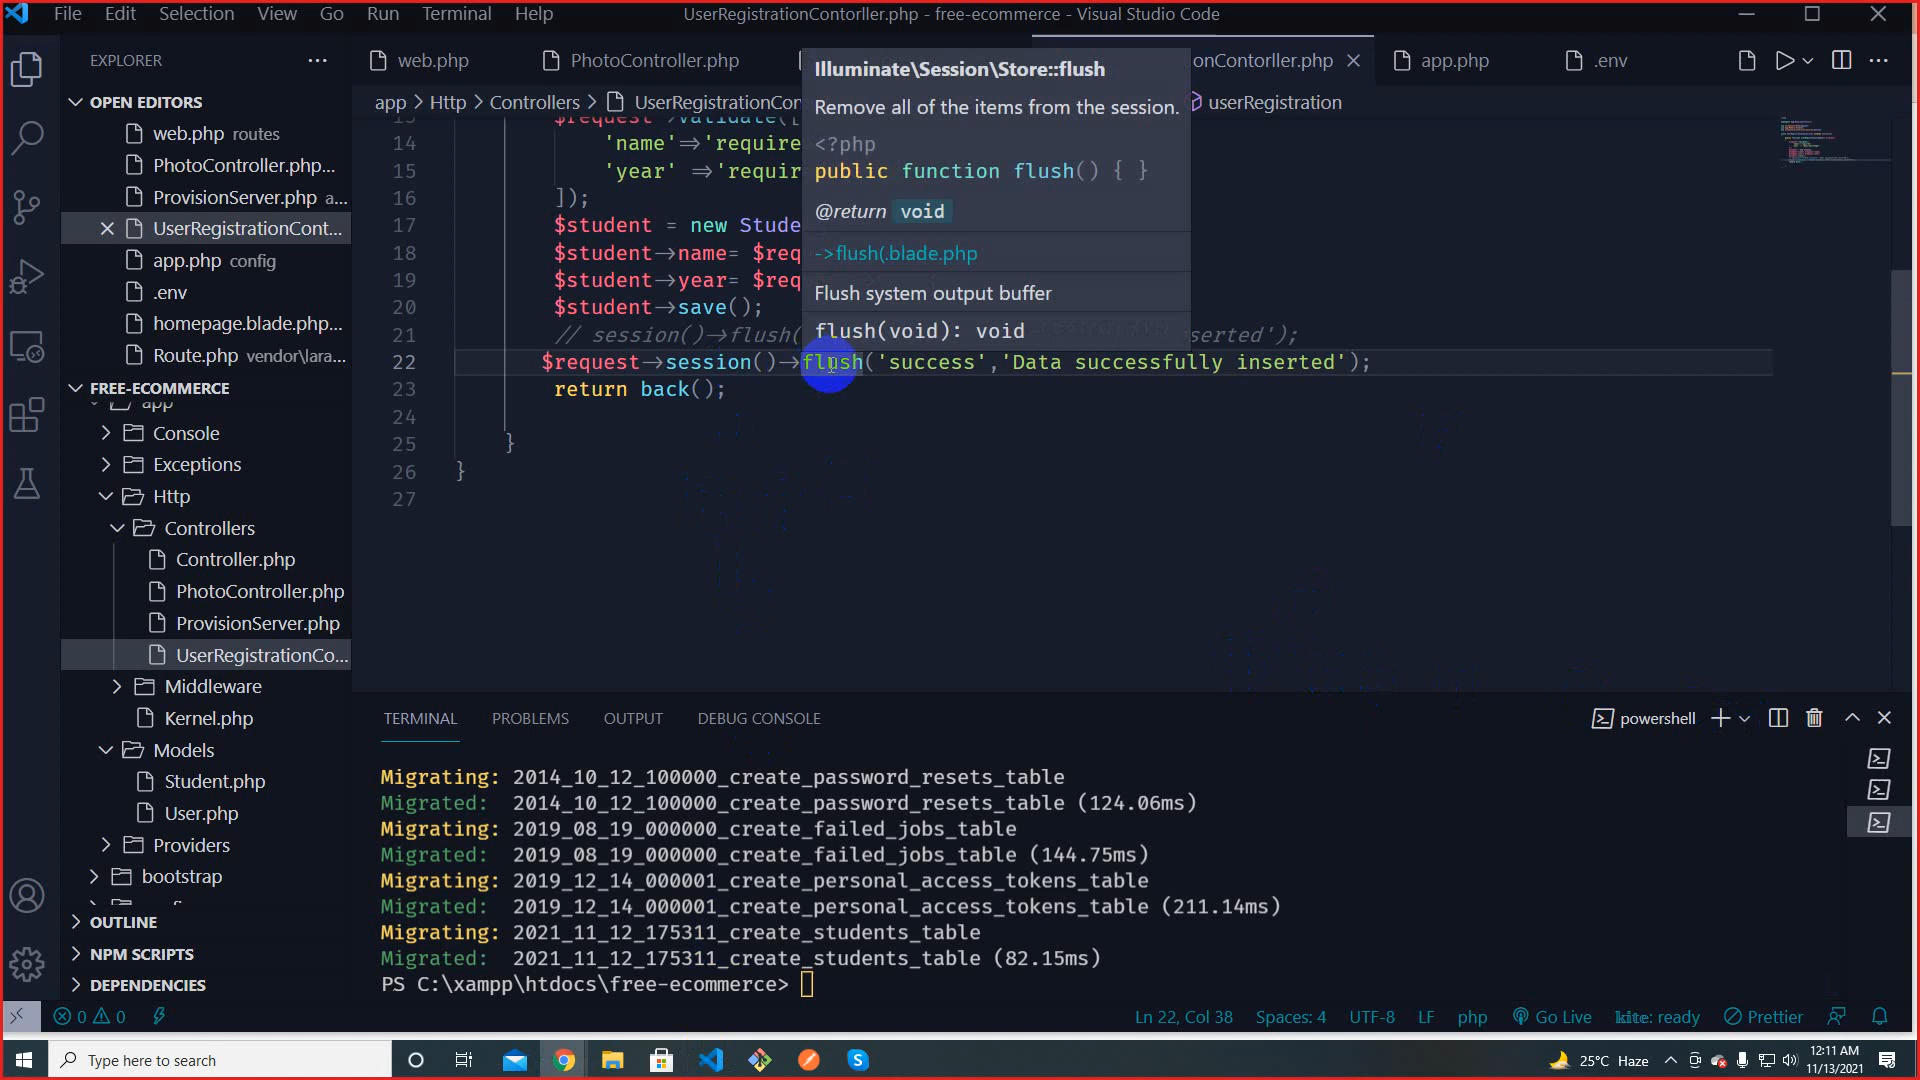 File Edit Selection View Go Run Terminal Help
UserRegistrationContorller.php - free-ecommerce - Visual Studio Code
EXPLORER
OPEN EDITORS
web.php routes
PhotoController.php...
ProvisionServer.php a...
UserRegistrationCont...
app.php config
.env
homepage.blade.php...
Route.php vendor\lara...
FREE-ECOMMERCE
app
Console
Exceptions
Http
Controllers
Controller.php
PhotoController.php
ProvisionServer.php
UserRegistrationCo...
Middleware
Kernel.php
Models
Student.php
User.php
Providers
bootstrap
OUTLINE
NPM SCRIPTS
DEPENDENCIES
web.php
PhotoController.php
onContorller.php
app.php
.env
app > Http > Controllers > UserRegistrationCon
userRegistration
Illuminate\Session\Store::flush
Remove all of the items from the session.
<?php
public function flush() { }
@return void
->flush(.blade.php
Flush system output buffer
flush(void): void
13 $request→validate([
14 'name'⇒'require
15 'year' ⇒'requir
16 ]);
17 $student = new Stude
18 $student→name= $req
19 $student→year= $req
20 $student→save();
21 // session()→flush( serted');
22 $request→session()→flush('success','Data successfully inserted');
23 return back();
24
25 }
26 }
27
TERMINAL PROBLEMS OUTPUT DEBUG CONSOLE
powershell
Migrating: 2014_10_12_100000_create_password_resets_table
Migrated: 2014_10_12_100000_create_password_resets_table (124.06ms)
Migrating: 2019_08_19_000000_create_failed_jobs_table
Migrated: 2019_08_19_000000_create_failed_jobs_table (144.75ms)
Migrating: 2019_12_14_000001_create_personal_access_tokens_table
Migrated: 2019_12_14_000001_create_personal_access_tokens_table (211.14ms)
Migrating: 2021_11_12_175311_create_students_table
Migrated: 2021_11_12_175311_create_students_table (82.15ms)
PS C:\xampp\htdocs\free-ecommerce>
0 0
Ln 22, Col 38 Spaces: 4 UTF-8 LF php Go Live kite: ready Prettier
Type here to search
25°C Haze
12:11 AM
11/13/2021